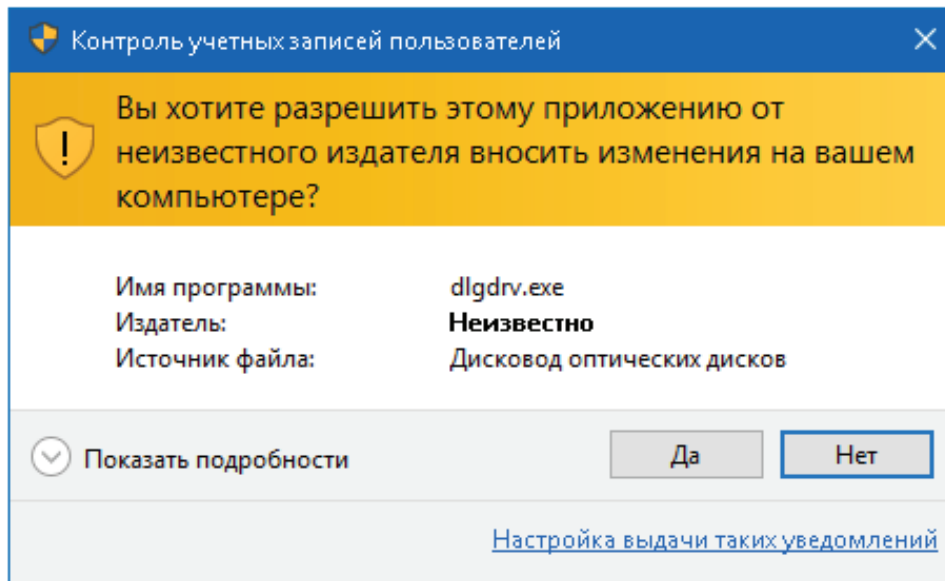 Контроль учетных записей пользователей
Вы хотите разрешить этому приложению от
неизвестного издателя вносить изменения на вашем
компьютере?
Имя программы: dlgdrv.exe
Издатель: Неизвестно
Источник файла: Дисковод оптических дисков
Показать подробности Да Нет
Настройка выдачи таких уведомлений